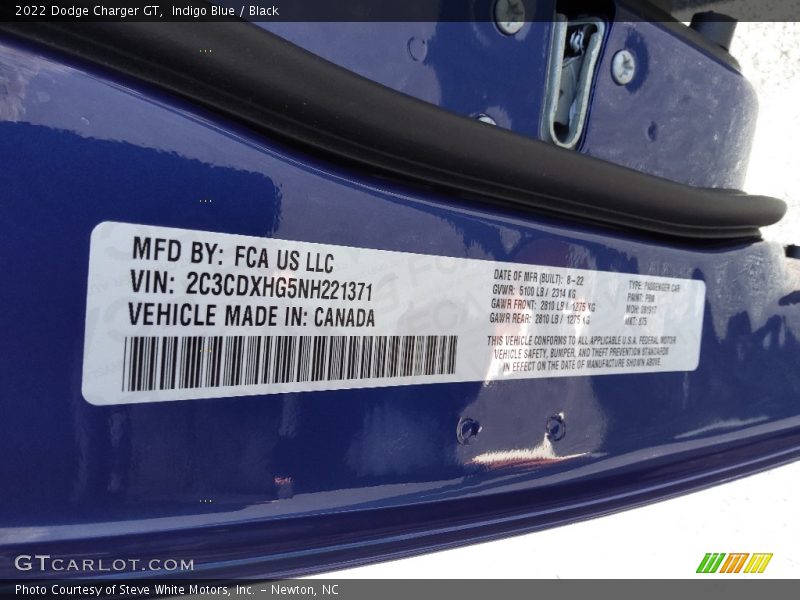 2022 Dodge Charger GT,  Indigo Blue / Black
MFD BY: FCA US LLC
VIN: 2C3CDXHG5NH221371
VEHICLE MADE IN: CANADA
DATE OF MFR (BUILT): 8-22
GVWR: 5100 LB / 2314 KG
GAWR FRONT: 2810 LB / 1275 KG
GAWR REAR: 2810 LB / 1275 KG
TYPE: PASSENGER CAR
PAINT: PBM
MDH: 081917
MKT: 875
THIS VEHICLE CONFORMS TO ALL APPLICABLE U.S.A. FEDERAL MOTOR
VEHICLE SAFETY, BUMPER, AND THEFT PREVENTION STANDARDS
IN EFFECT ON THE DATE OF MANUFACTURE SHOWN ABOVE.
GTCARLOT.COM
Photo Courtesy of Steve White Motors, Inc. – Newton, NC